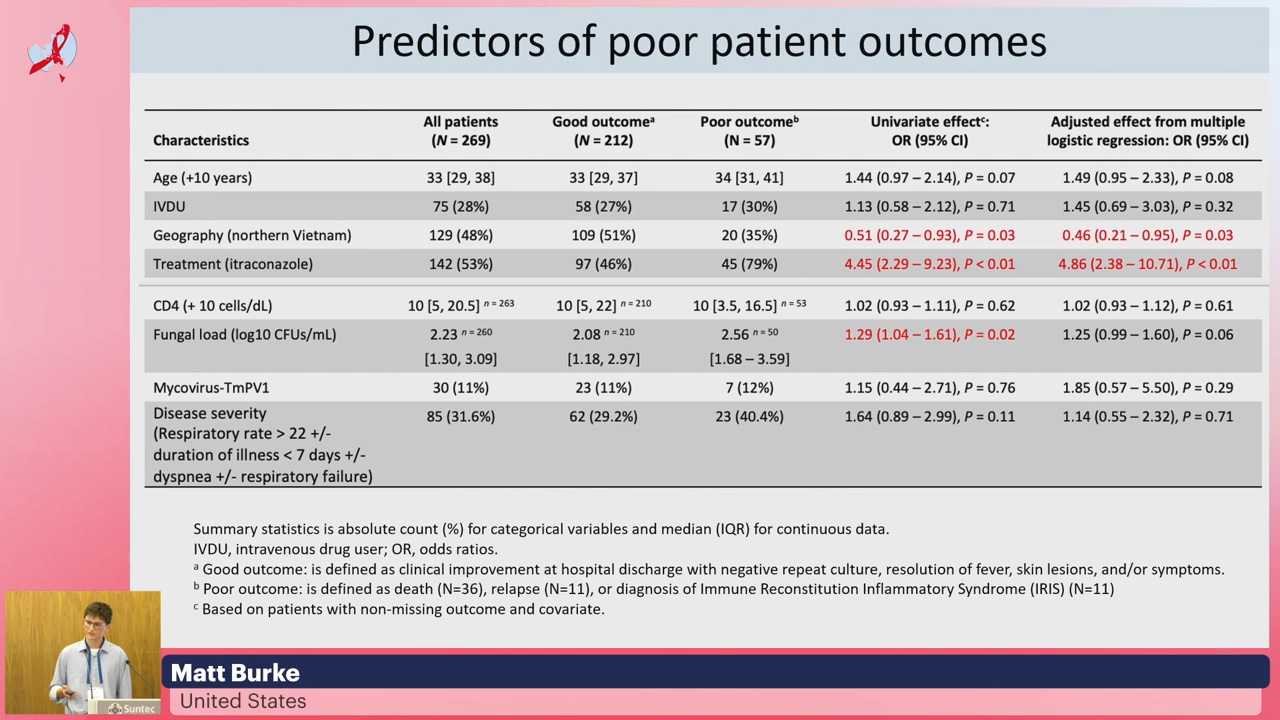 Predictors of poor patient outcomes
Characteristics All patients (N = 269) Good outcomeᵃ (N = 212) Poor outcomeᵇ (N = 57) Univariate effectᶜ: OR (95% CI) Adjusted effect from multiple logistic regression: OR (95% CI)
Age (+10 years) 33 [29, 38] 33 [29, 37] 34 [31, 41] 1.44 (0.97 – 2.14), P = 0.07 1.49 (0.95 – 2.33), P = 0.08
IVDU 75 (28%) 58 (27%) 17 (30%) 1.13 (0.58 – 2.12), P = 0.71 1.45 (0.69 – 3.03), P = 0.32
Geography (northern Vietnam) 129 (48%) 109 (51%) 20 (35%) 0.51 (0.27 – 0.93), P = 0.03 0.46 (0.21 – 0.95), P = 0.03
Treatment (itraconazole) 142 (53%) 97 (46%) 45 (79%) 4.45 (2.29 – 9.23), P < 0.01 4.86 (2.38 – 10.71), P < 0.01
CD4 (+ 10 cells/dL) 10 [5, 20.5] n = 263 10 [5, 22] n = 210 10 [3.5, 16.5] n = 53 1.02 (0.93 – 1.11), P = 0.62 1.02 (0.93 – 1.12), P = 0.61
Fungal load (log10 CFUs/mL) 2.23 n = 260 2.08 n = 210 2.56 n = 50 1.29 (1.04 – 1.61), P = 0.02 1.25 (0.99 – 1.60), P = 0.06
[1.30, 3.09] [1.18, 2.97] [1.68 – 3.59]
Mycovirus-TmPV1 30 (11%) 23 (11%) 7 (12%) 1.15 (0.44 – 2.71), P = 0.76 1.85 (0.57 – 5.50), P = 0.29
Disease severity 85 (31.6%) 62 (29.2%) 23 (40.4%) 1.64 (0.89 – 2.99), P = 0.11 1.14 (0.55 – 2.32), P = 0.71
(Respiratory rate > 22 +/-
duration of illness < 7 days +/-
dyspnea +/- respiratory failure)
Summary statistics is absolute count (%) for categorical variables and median (IQR) for continuous data.
IVDU, intravenous drug user; OR, odds ratios.
ᵃ Good outcome: is defined as clinical improvement at hospital discharge with negative repeat culture, resolution of fever, skin lesions, and/or symptoms.
ᵇ Poor outcome: is defined as death (N=36), relapse (N=11), or diagnosis of Immune Reconstitution Inflammatory Syndrome (IRIS) (N=11)
ᶜ Based on patients with non-missing outcome and covariate.
Suntec
Matt Burke
United States